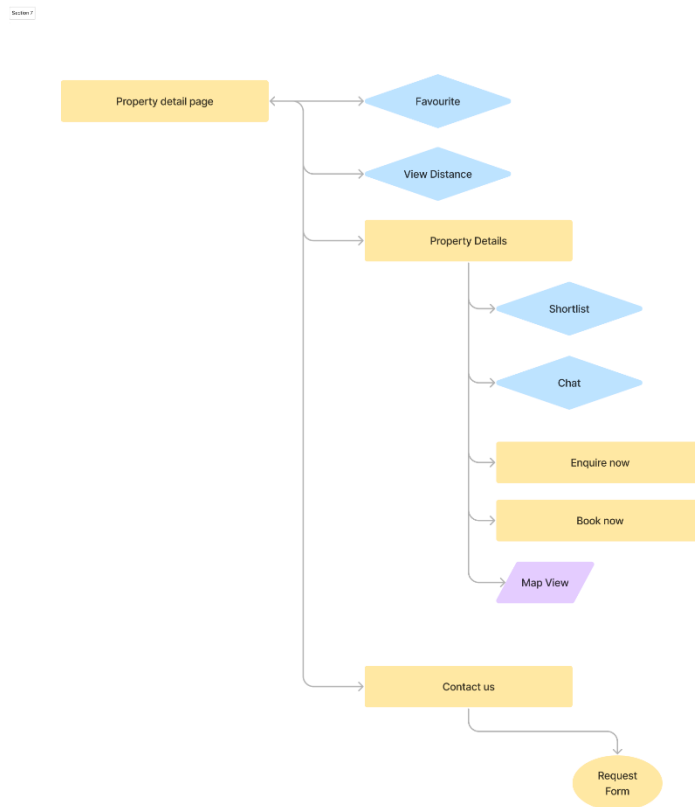 Section 7
Property detail page
Favourite
View Distance
Property Details
Shortlist
Chat
Enquire now
Book now
Map View
Contact us
Request
Form